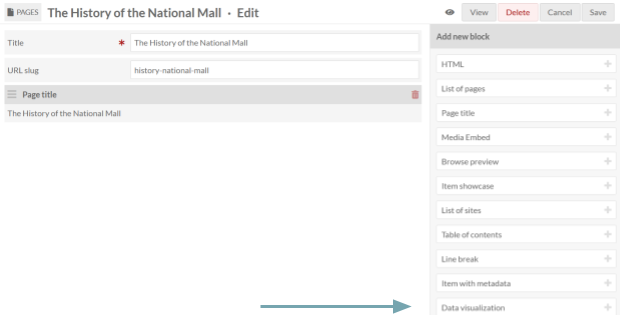 PAGES The History of the National Mall · Edit
View Delete Cancel Save
Title * The History of the National Mall
URL slug history-national-mall
Page title
The History of the National Mall
Add new block
HTML
List of pages
Page title
Media Embed
Browse preview
Item showcase
List of sites
Table of contents
Line break
Item with metadata
Data visualization